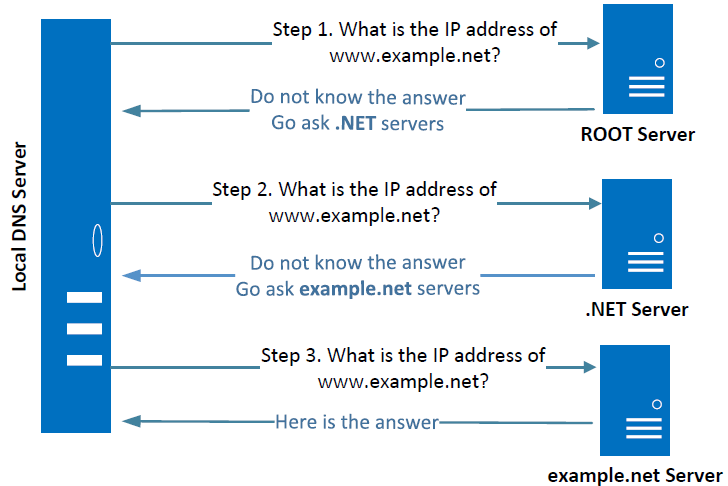 Step 1. What is the IP address of
www.example.net?
Do not know the answer
Go ask .NET servers
ROOT Server
Local DNS Server
Step 2. What is the IP address of
www.example.net?
Do not know the answer
Go ask example.net servers
.NET Server
Step 3. What is the IP address of
www.example.net?
Here is the answer
example.net Server